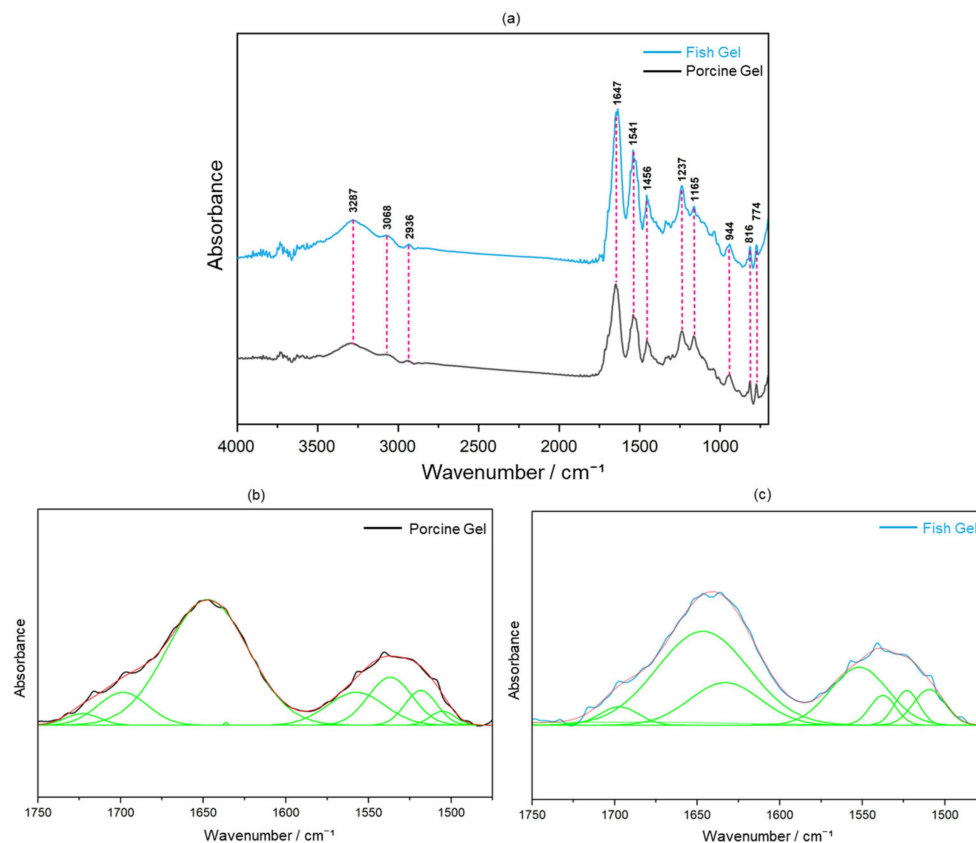 (a)
Fish Gel
Porcine Gel
3287
3068
2936
1647
1541
1456
1237
1165
944
816
774
Absorbance
4000 3500 3000 2500 2000 1500 1000
Wavenumber / cm⁻¹
(b)
Porcine Gel
Absorbance
1750 1700 1650 1600 1550 1500
Wavenumber / cm⁻¹
(c)
Fish Gel
Absorbance
1750 1700 1650 1600 1550 1500
Wavenumber / cm⁻¹